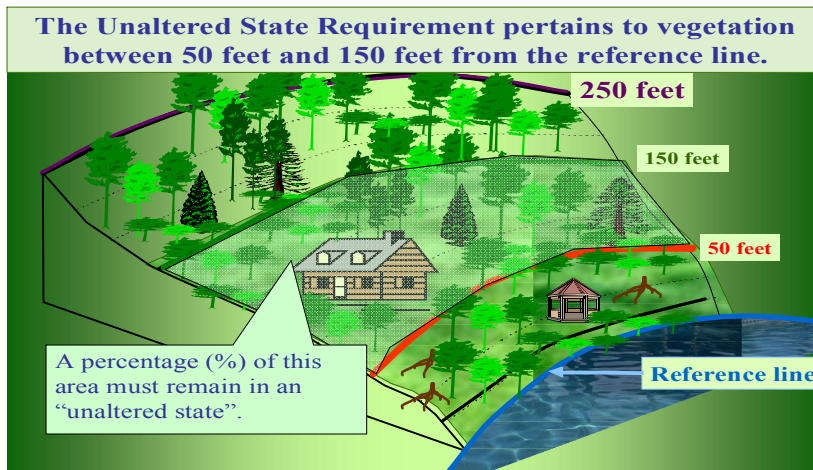 The Unaltered State Requirement pertains to vegetation
between 50 feet and 150 feet from the reference line.
250 feet
150 feet
50 feet
A percentage (%) of this
area must remain in an
“unaltered state”.
Reference line